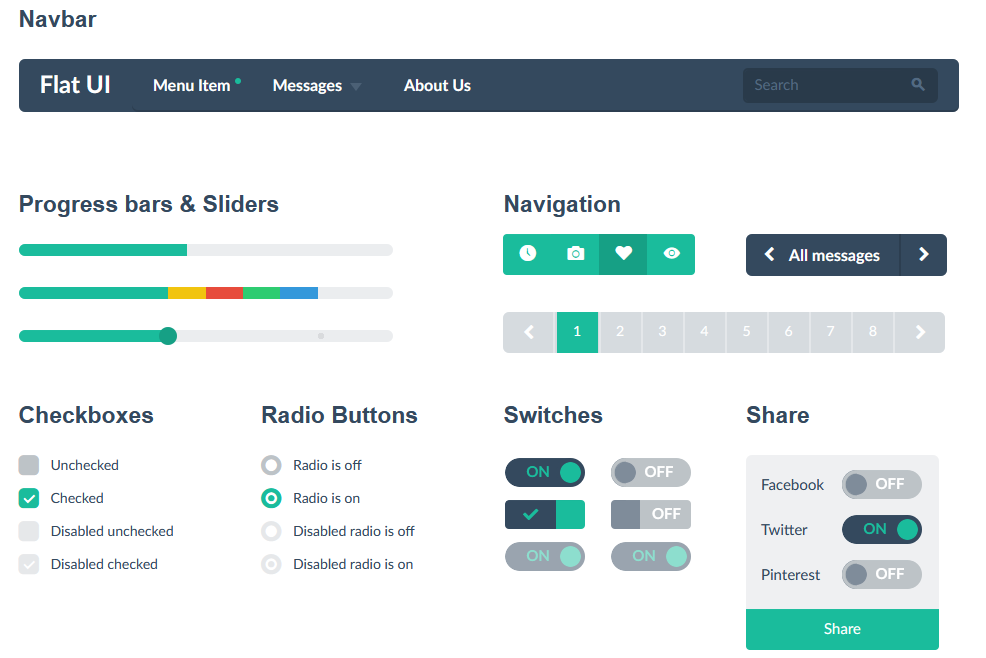 Navbar
Flat UI Menu Item Messages About Us Search
Progress bars & Sliders
Navigation
All messages
1 2 3 4 5 6 7 8
Checkboxes
Unchecked
Checked
Disabled unchecked
Disabled checked
Radio Buttons
Radio is off
Radio is on
Disabled radio is off
Disabled radio is on
Switches
ON OFF
OFF
ON ON
Share
Facebook OFF
Twitter ON
Pinterest OFF
Share